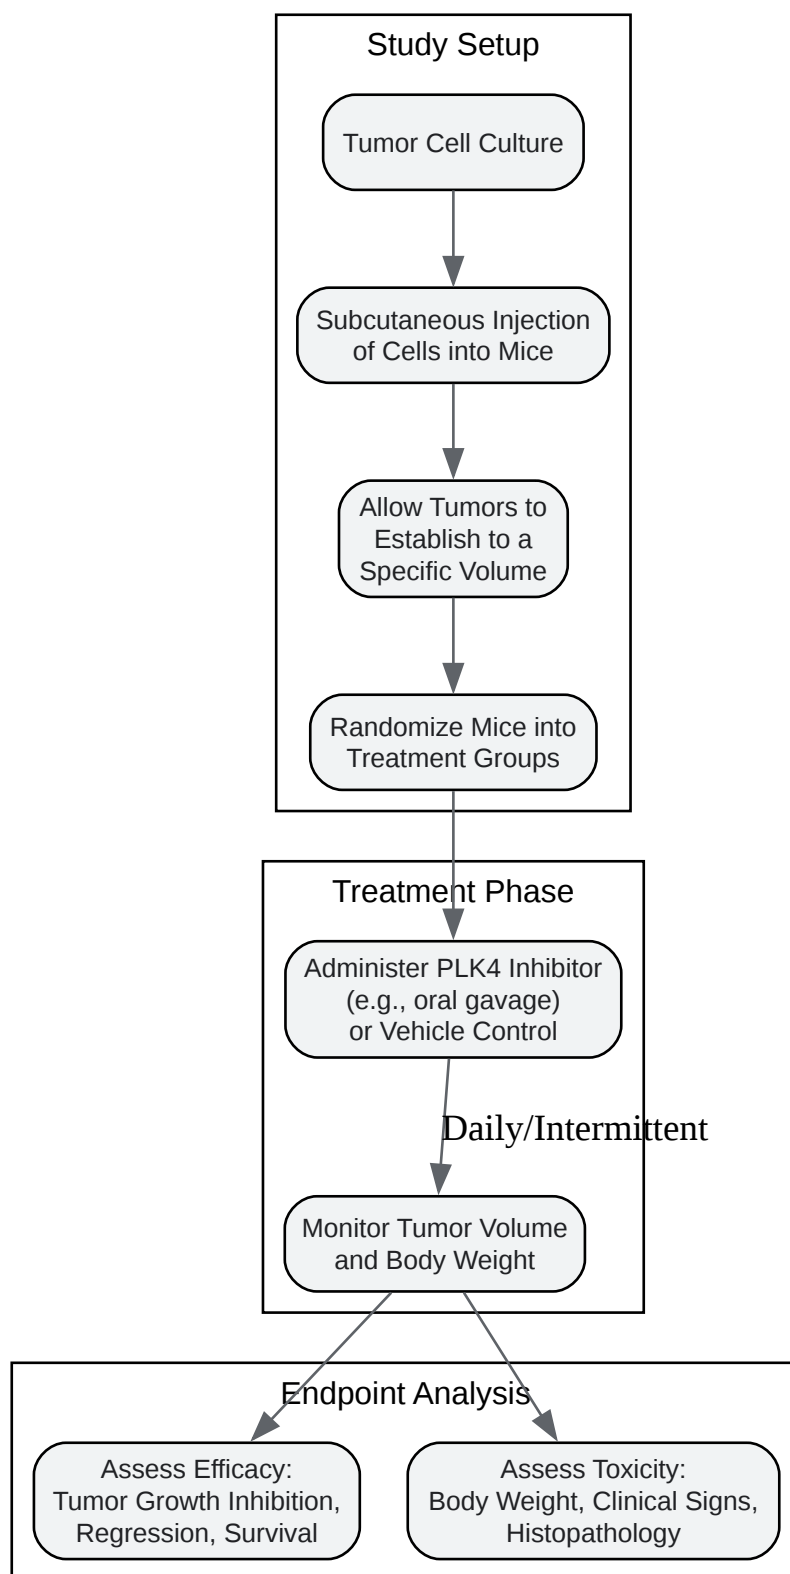 Study Setup
Tumor Cell Culture
Subcutaneous Injection
of Cells into Mice
Allow Tumors to
Establish to a
Specific Volume
Randomize Mice into
Treatment Groups
Treatment Phase
Administer PLK4 Inhibitor
(e.g., oral gavage)
or Vehicle Control
Daily/Intermittent
Monitor Tumor Volume
and Body Weight
Endpoint Analysis
Assess Efficacy:
Tumor Growth Inhibition,
Regression, Survival
Assess Toxicity:
Body Weight, Clinical Signs,
Histopathology